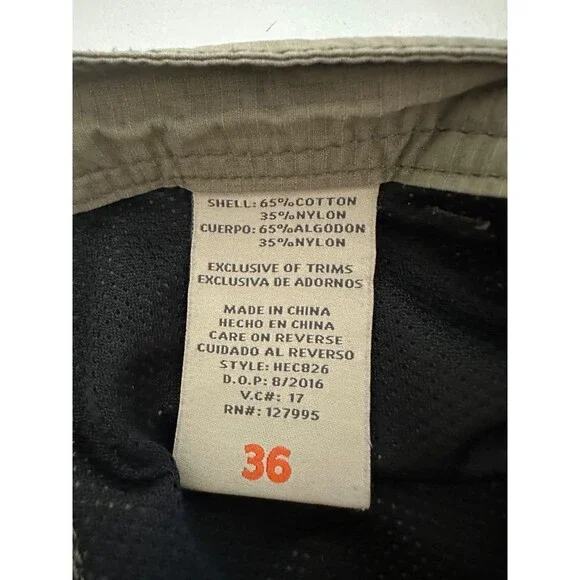 SHELL: 65%COTTON
35%NYLON
CUERPO: 65%ALGODON
35%NYLON
EXCLUSIVE OF TRIMS
EXCLUSIVA DE ADORNOS
MADE IN CHINA
HECHO EN CHINA
CARE ON REVERSE
CUIDADO AL REVERSO
STYLE: HEC826
D.O.P: 8/2016
V.C#: 17
RN#: 127995
36